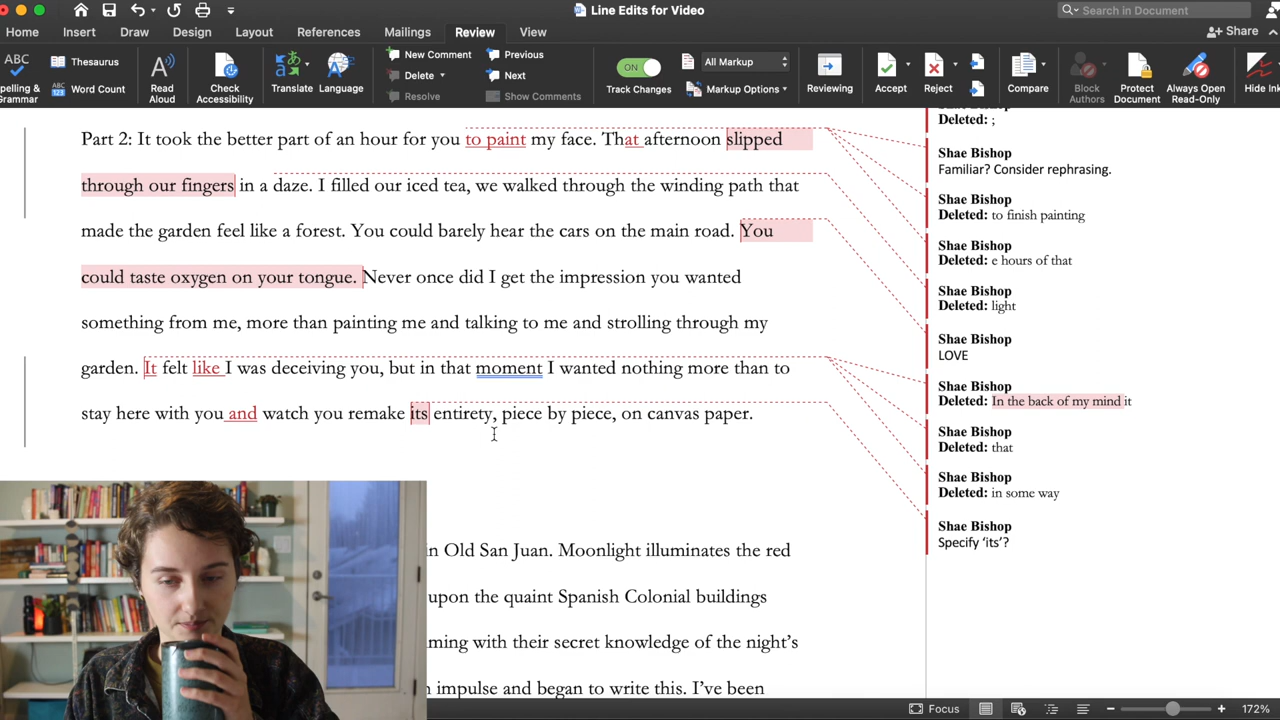 Line Edits for Video
Search in Document
Home Insert Draw Design Layout References Mailings Review View Share
ABC
Spelling & Grammar
Thesaurus
ABC 123 Word Count
Read Aloud
Check Accessibility
Translate
Language
New Comment
Delete
Resolve
Previous
Next
Show Comments
ON
Track Changes
All Markup
Markup Options
Reviewing
Accept
Reject
Compare
Block Authors
Protect Document
Always Open Read-Only
Hide Ink
Part 2: It took the better part of an hour for you to paint my face. That afternoon slipped
through our fingers in a daze. I filled our iced tea, we walked through the winding path that
made the garden feel like a forest. You could barely hear the cars on the main road. You
could taste oxygen on your tongue. Never once did I get the impression you wanted
something from me, more than painting me and talking to me and strolling through my
garden. It felt like I was deceiving you, but in that moment I wanted nothing more than to
stay here with you and watch you remake its entirety, piece by piece, on canvas paper.
in Old San Juan. Moonlight illuminates the red
upon the quaint Spanish Colonial buildings
ming with their secret knowledge of the night's
impulse and began to write this. I've been
Shae Bishop
Deleted: ;
Shae Bishop
Familiar? Consider rephrasing.
Shae Bishop
Deleted: to finish painting
Shae Bishop
Deleted: e hours of that
Shae Bishop
Deleted: light
Shae Bishop
LOVE
Shae Bishop
Deleted: In the back of my mind it
Shae Bishop
Deleted: that
Shae Bishop
Deleted: in some way
Shae Bishop
Specify 'its'?
Focus
172%